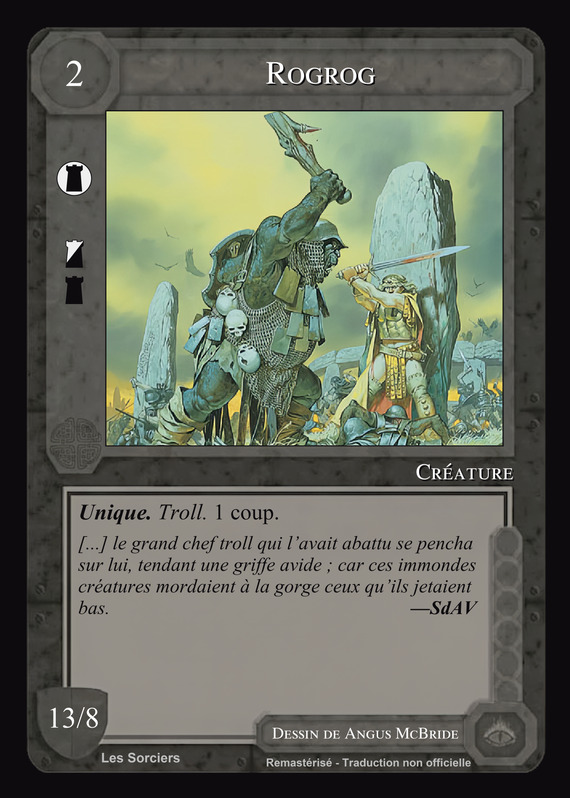 2
Rogrog
Créature
Unique. Troll. 1 coup.
[...] le grand chef troll qui l'avait abattu se pencha
sur lui, tendant une griffe avide ; car ces immondes
créatures mordaient à la gorge ceux qu'ils jetaient
bas. —SdAV
13/8
Dessin de Angus McBride
Les Sorciers
Remastérisé - Traduction non officielle